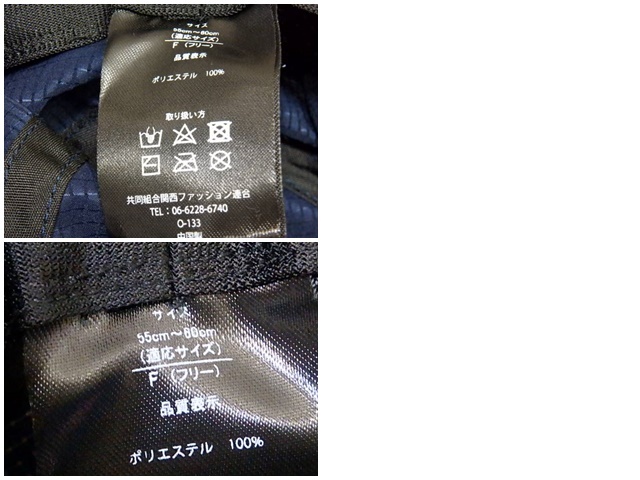 サイズ
55cm～60cm
(適応サイズ)
F (フリー)
品質表示
ポリエステル 100%
取り扱い方
共同組合関西ファッション連合
TEL：06-6228-6740
O-133
中国製
サイズ
55cm～60cm
(適応サイズ)
F (フリー)
品質表示
ポリエステル 100%